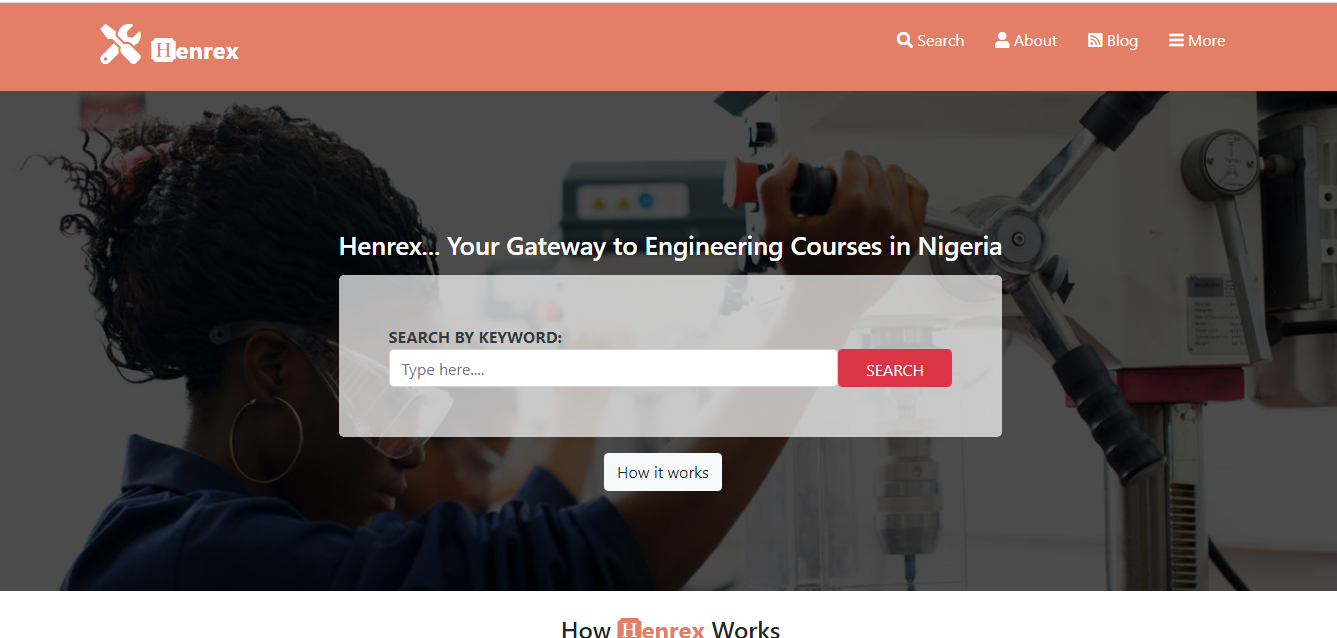 Henrex
Search
About
Blog
More
Henrex... Your Gateway to Engineering Courses in Nigeria
SEARCH BY KEYWORD:
Type here....
SEARCH
How it works
How Henrex Works